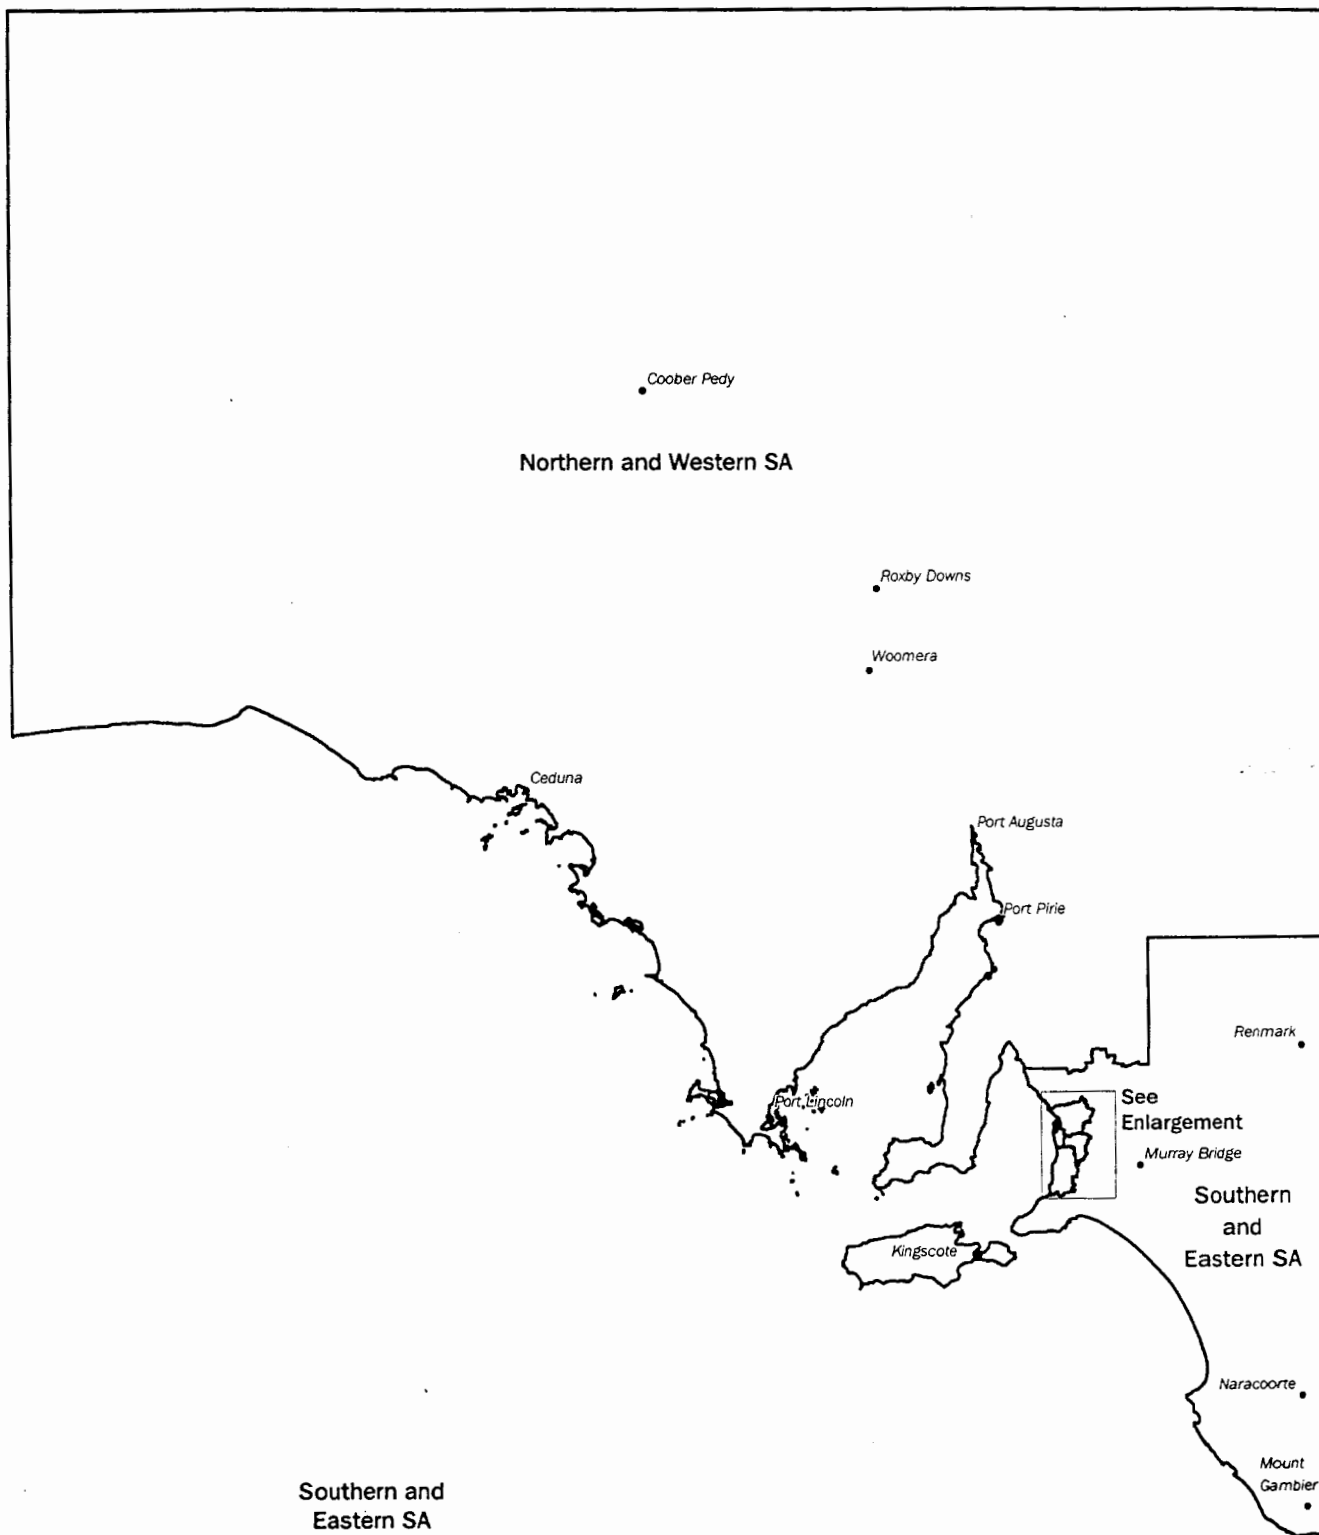 Coober Pedy
Northern and Western SA
Roxby Downs
Woomera
Ceduna
Port Augusta
Port Pirie
Renmark
See
Enlargement
Port Lincoln
Murray Bridge
Southern
and
Eastern SA
Kingscote
Naracoorte
Mount
Gambier
Southern and
Eastern SA